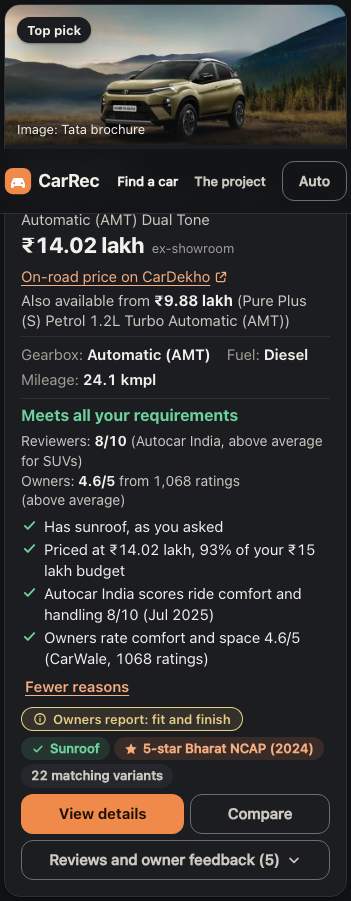 Top pick
Image: Tata brochure
CarRec
Find a car
The project
Auto
Automatic (AMT) Dual Tone
₹14.02 lakh ex-showroom
On-road price on CarDekho
Also available from ₹9.88 lakh (Pure Plus
(S) Petrol 1.2L Turbo Automatic (AMT))
Gearbox: Automatic (AMT) Fuel: Diesel
Mileage: 24.1 kmpl
Meets all your requirements
Reviewers: 8/10 (Autocar India, above average
for SUVs)
Owners: 4.6/5 from 1,068 ratings
(above average)
Has sunroof, as you asked
Priced at ₹14.02 lakh, 93% of your ₹15
lakh budget
Autocar India scores ride comfort and
handling 8/10 (Jul 2025)
Owners rate comfort and space 4.6/5
(CarWale, 1068 ratings)
Fewer reasons
Owners report: fit and finish
Sunroof
5-star Bharat NCAP (2024)
22 matching variants
View details
Compare
Reviews and owner feedback (5)